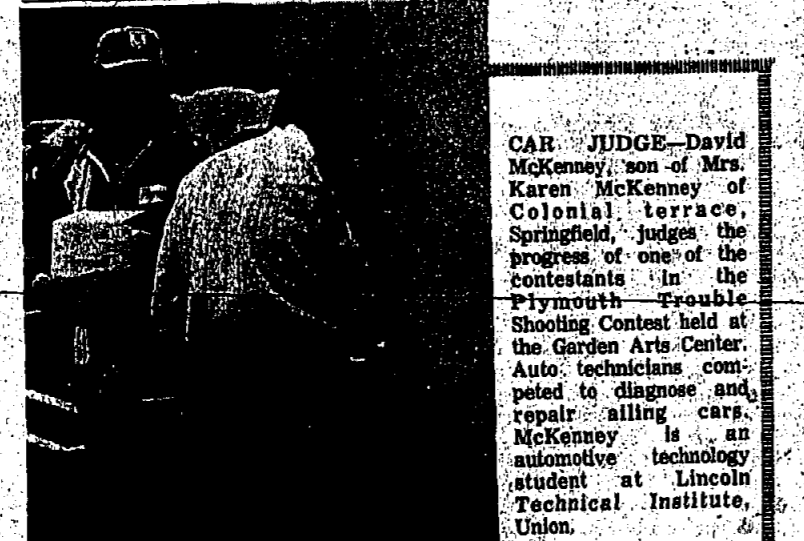 CAR JUDGE—David
McKenney, son of Mrs.
Karen McKenney of
Colonial terrace,
Springfield, judges the
progress of one of the
contestants in the
Plymouth Trouble
Shooting Contest held at
the Garden Arts Center.
Auto technicians com-
peted to diagnose and
repair ailing cars.
McKenney is an
automotive technology
student at Lincoln
Technical Institute,
Union.